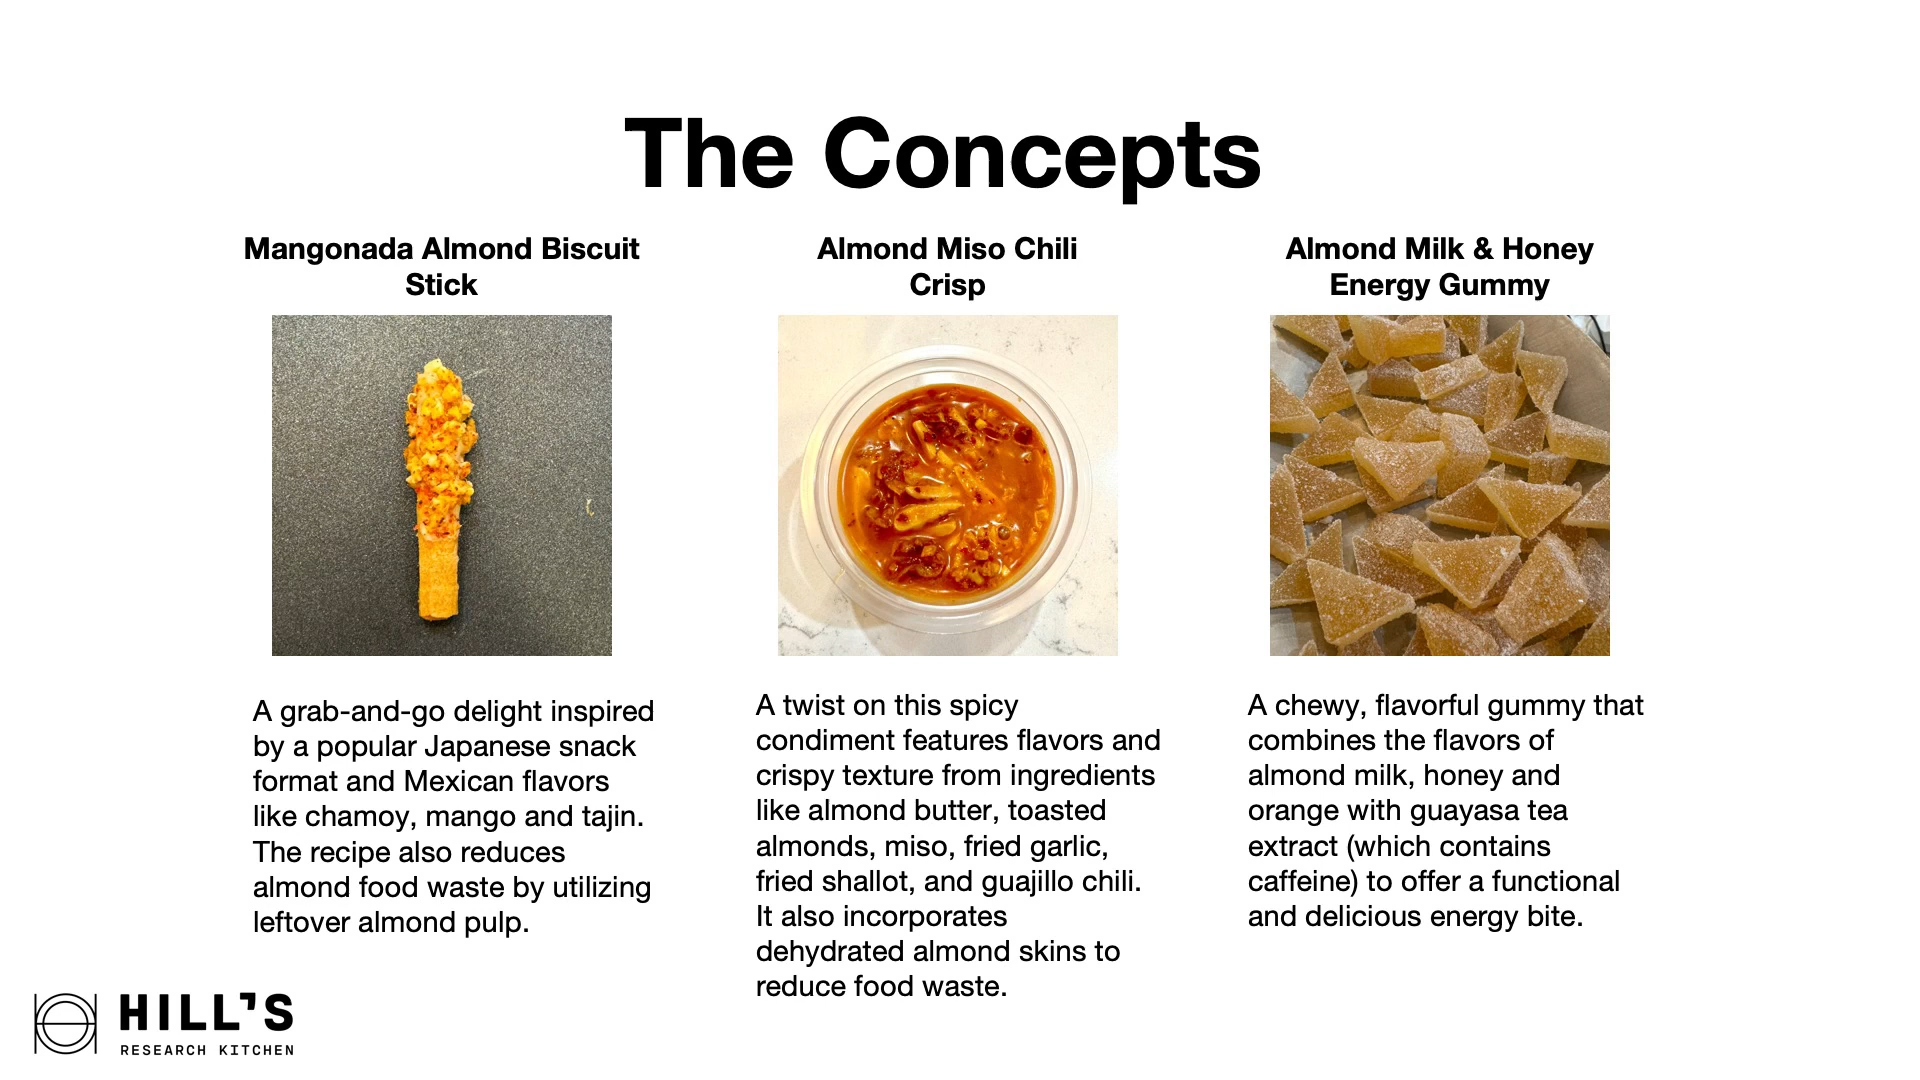 The Concepts
Mangonada Almond Biscuit
Stick
Almond Miso Chili
Crisp
Almond Milk & Honey
Energy Gummy
A grab-and-go delight inspired
by a popular Japanese snack
format and Mexican flavors
like chamoy, mango and tajin.
The recipe also reduces
almond food waste by utilizing
leftover almond pulp.
A twist on this spicy
condiment features flavors and
crispy texture from ingredients
like almond butter, toasted
almonds, miso, fried garlic,
fried shallot, and guajillo chili.
It also incorporates
dehydrated almond skins to
reduce food waste.
A chewy, flavorful gummy that
combines the flavors of
almond milk, honey and
orange with guayasa tea
extract (which contains
caffeine) to offer a functional
and delicious energy bite.
HILL'S
RESEARCH KITCHEN